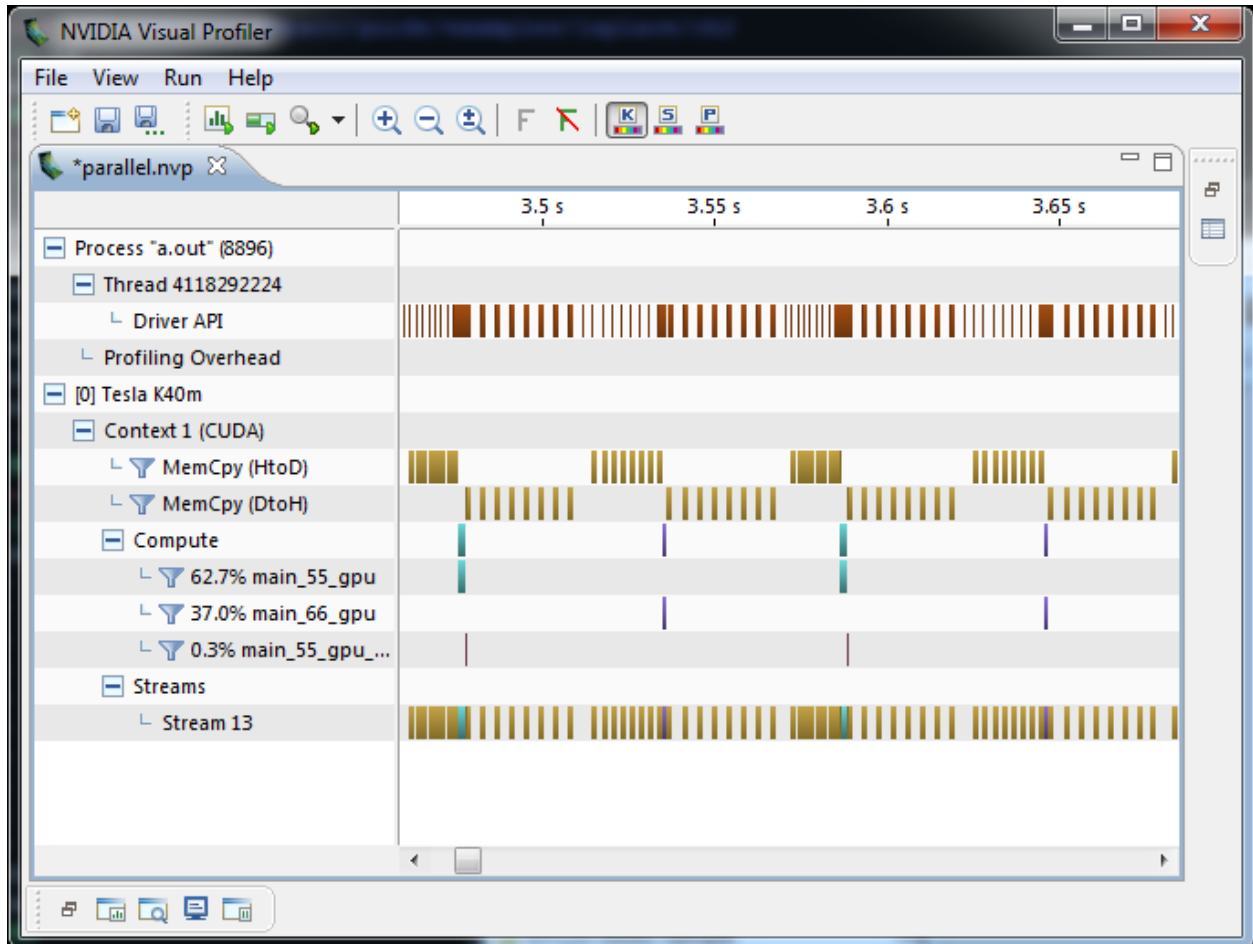 NVIDIA Visual Profiler
File View Run Help
F F K S P
*parallel.nvp
3.5 s 3.55 s 3.6 s 3.65 s
Process "a.out" (8896)
Thread 4118292224
Driver API
Profiling Overhead
[0] Tesla K40m
Context 1 (CUDA)
MemCpy (HtoD)
MemCpy (DtoH)
Compute
62.7% main_55_gpu
37.0% main_66_gpu
0.3% main_55_gpu_...
Streams
Stream 13